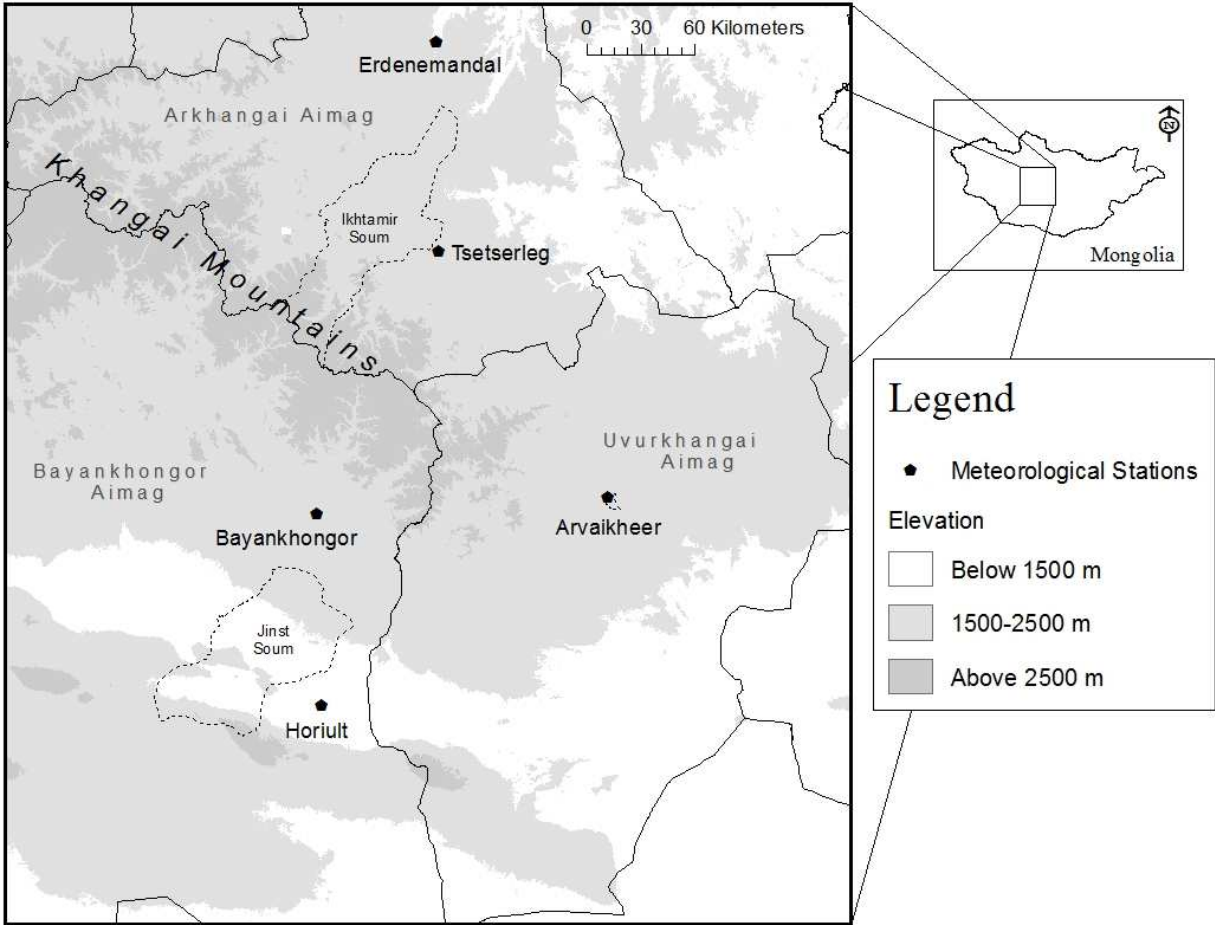 0 30 60 Kilometers
Erdenemandal
Arkhangai Aimag
Khangai Mountains
Ikhtamir
Soum
Tsetserleg
Uvurkhangai
Aimag
Bayankhongor
Aimag
Bayankhongor
Arvaikheer
Jinst
Soum
Horiult
N
Mongolia
Legend
Meteorological Stations
Elevation
Below 1500 m
1500-2500 m
Above 2500 m